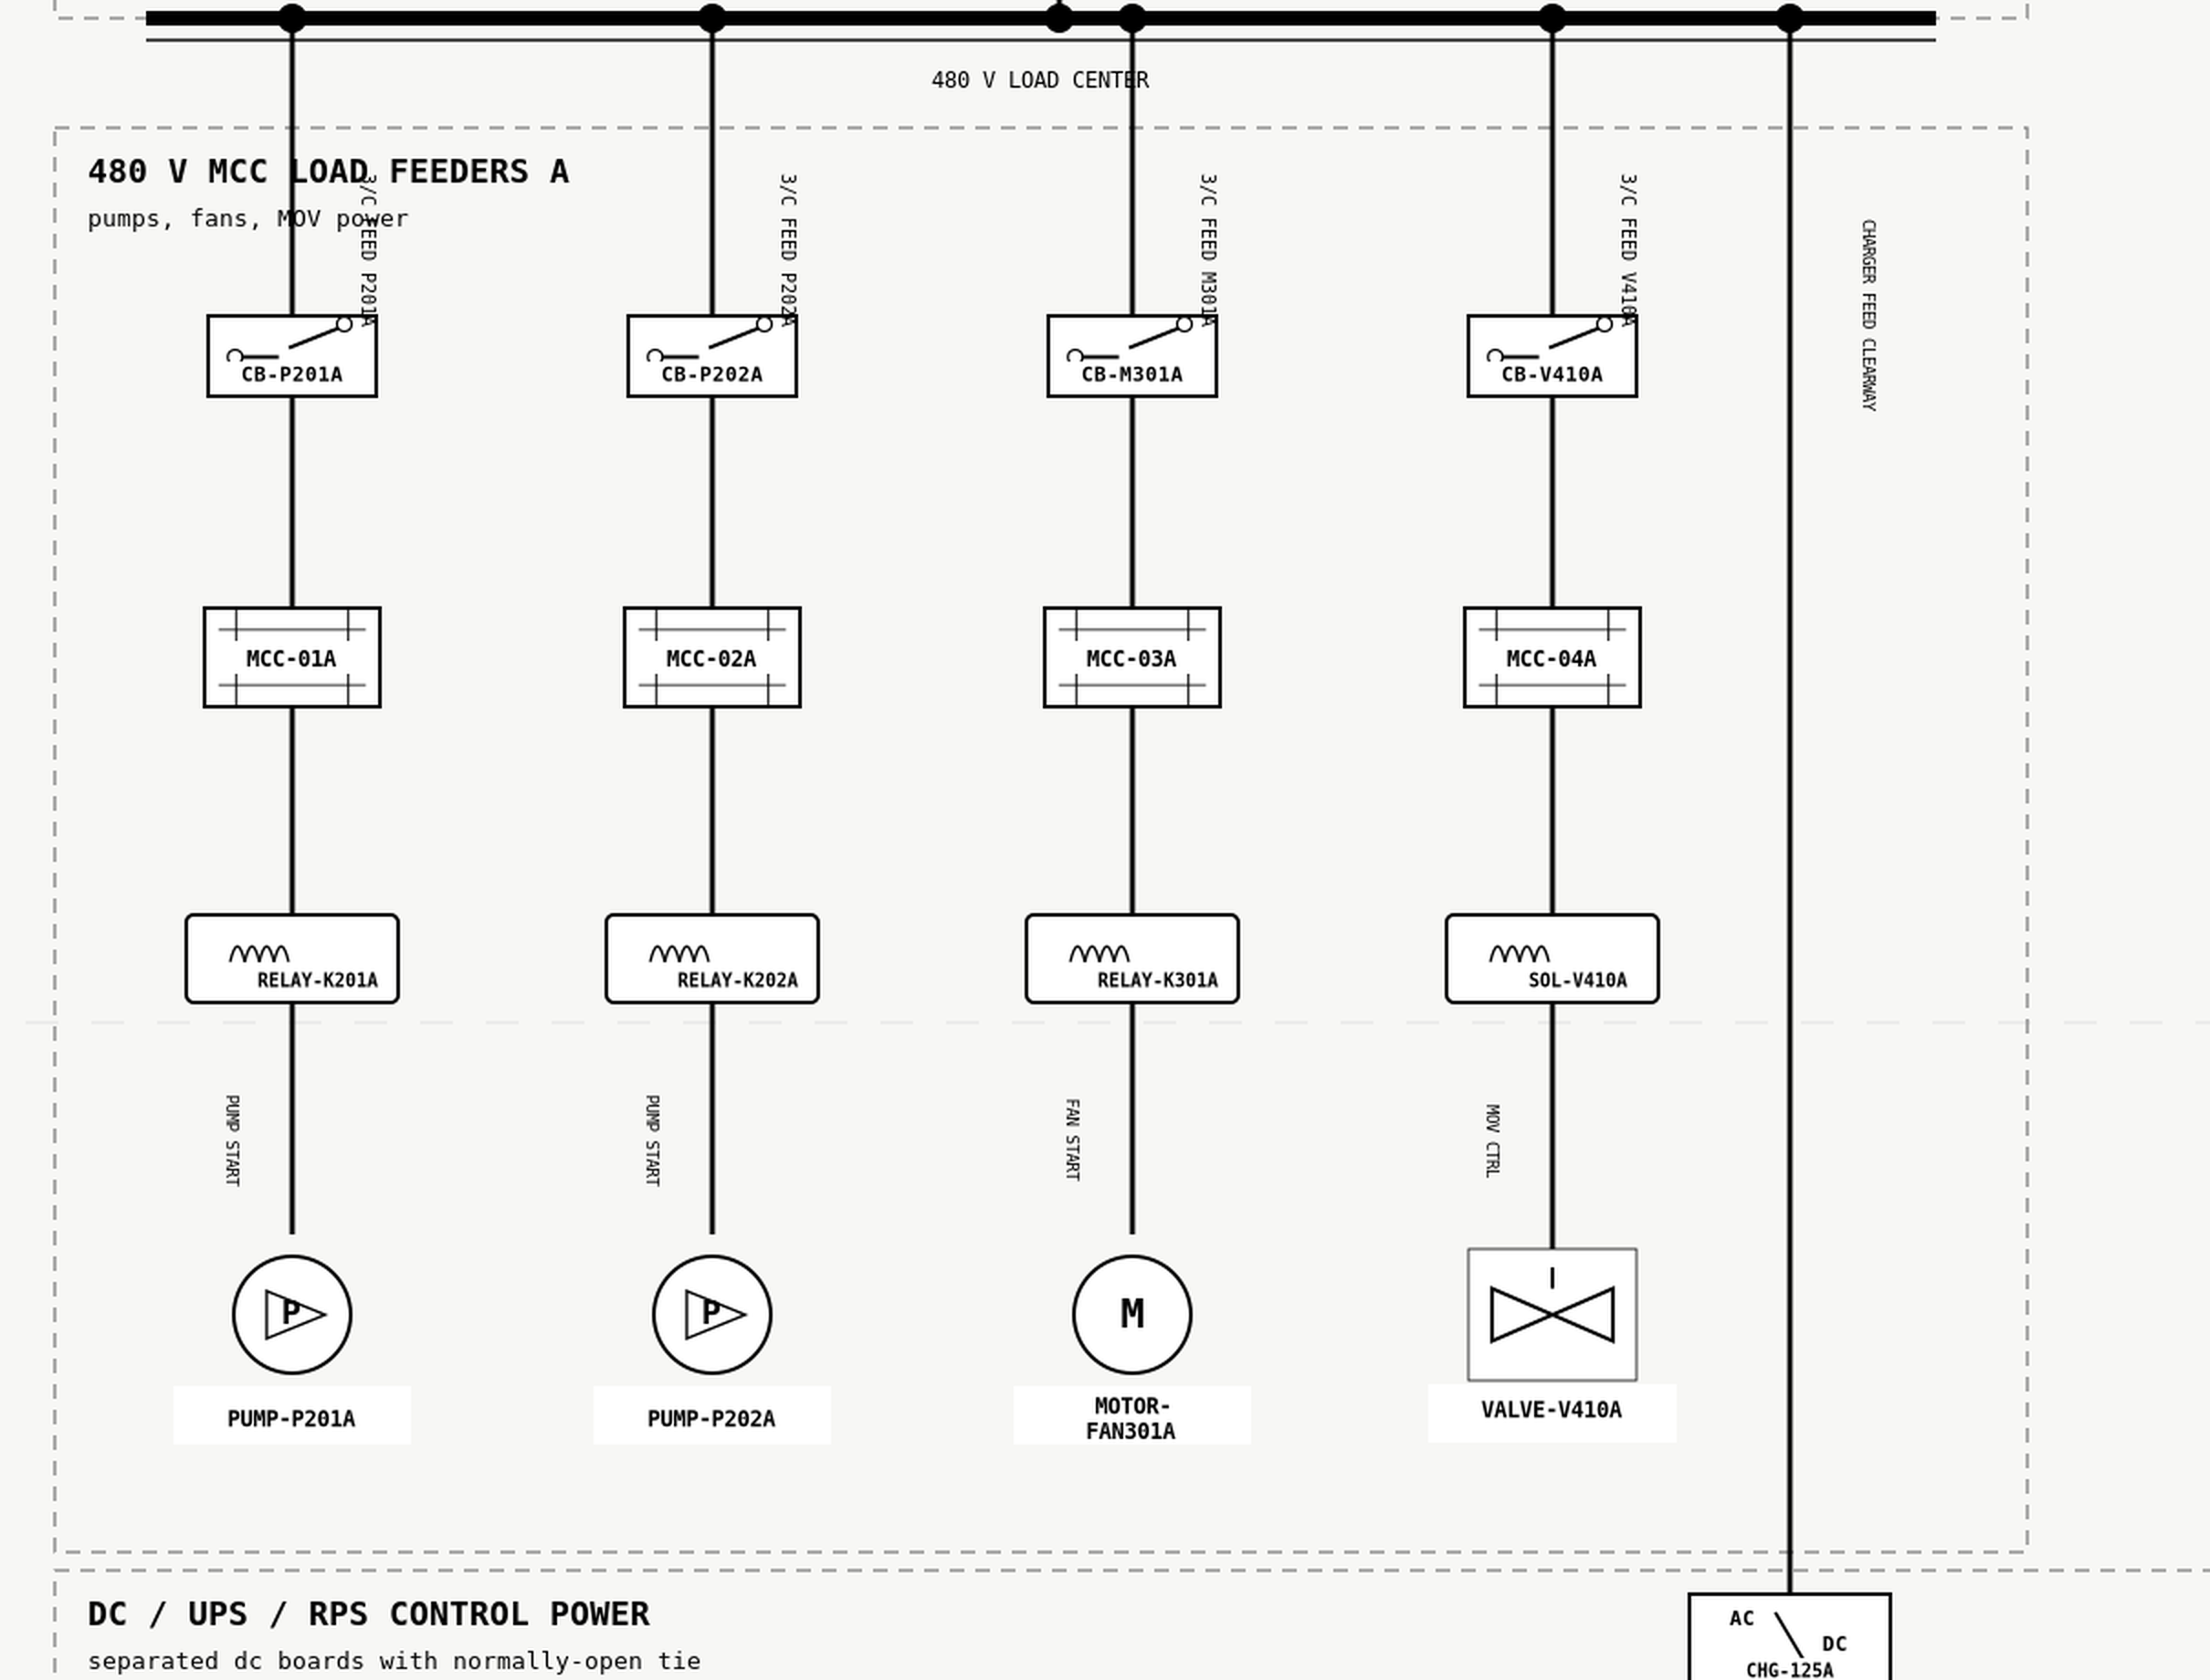 480 V LOAD CENTER
480 V MCC LOAD FEEDERS A
pumps, fans, MOV power
3/C FEED P201A
3/C FEED P202A
3/C FEED M301A
3/C FEED V410A
CHARGER FEED CLEARWAY
CB-P201A
CB-P202A
CB-M301A
CB-V410A
MCC-01A
MCC-02A
MCC-03A
MCC-04A
RELAY-K201A
RELAY-K202A
RELAY-K301A
SOL-V410A
PUMP START
PUMP START
FAN START
MOV CTRL
P
P
M
PUMP-P201A
PUMP-P202A
MOTOR-
FAN301A
VALVE-V410A
DC / UPS / RPS CONTROL POWER
separated dc boards with normally-open tie
AC
DC
CHG-125A